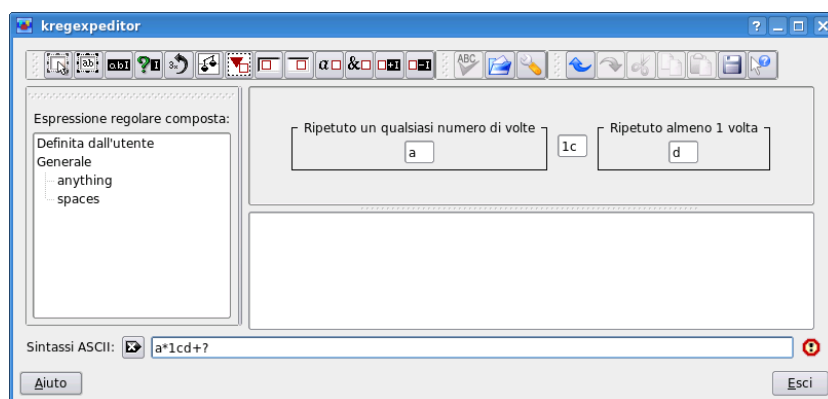 kregexpeditor
Espressione regolare composta:
Definita dall'utente
Generale
anything
spaces
Ripetuto un qualsiasi numero di volte
a
1c
Ripetuto almeno 1 volta
d
Sintassi ASCII:
a*1cd+?
Aiuto
Esci